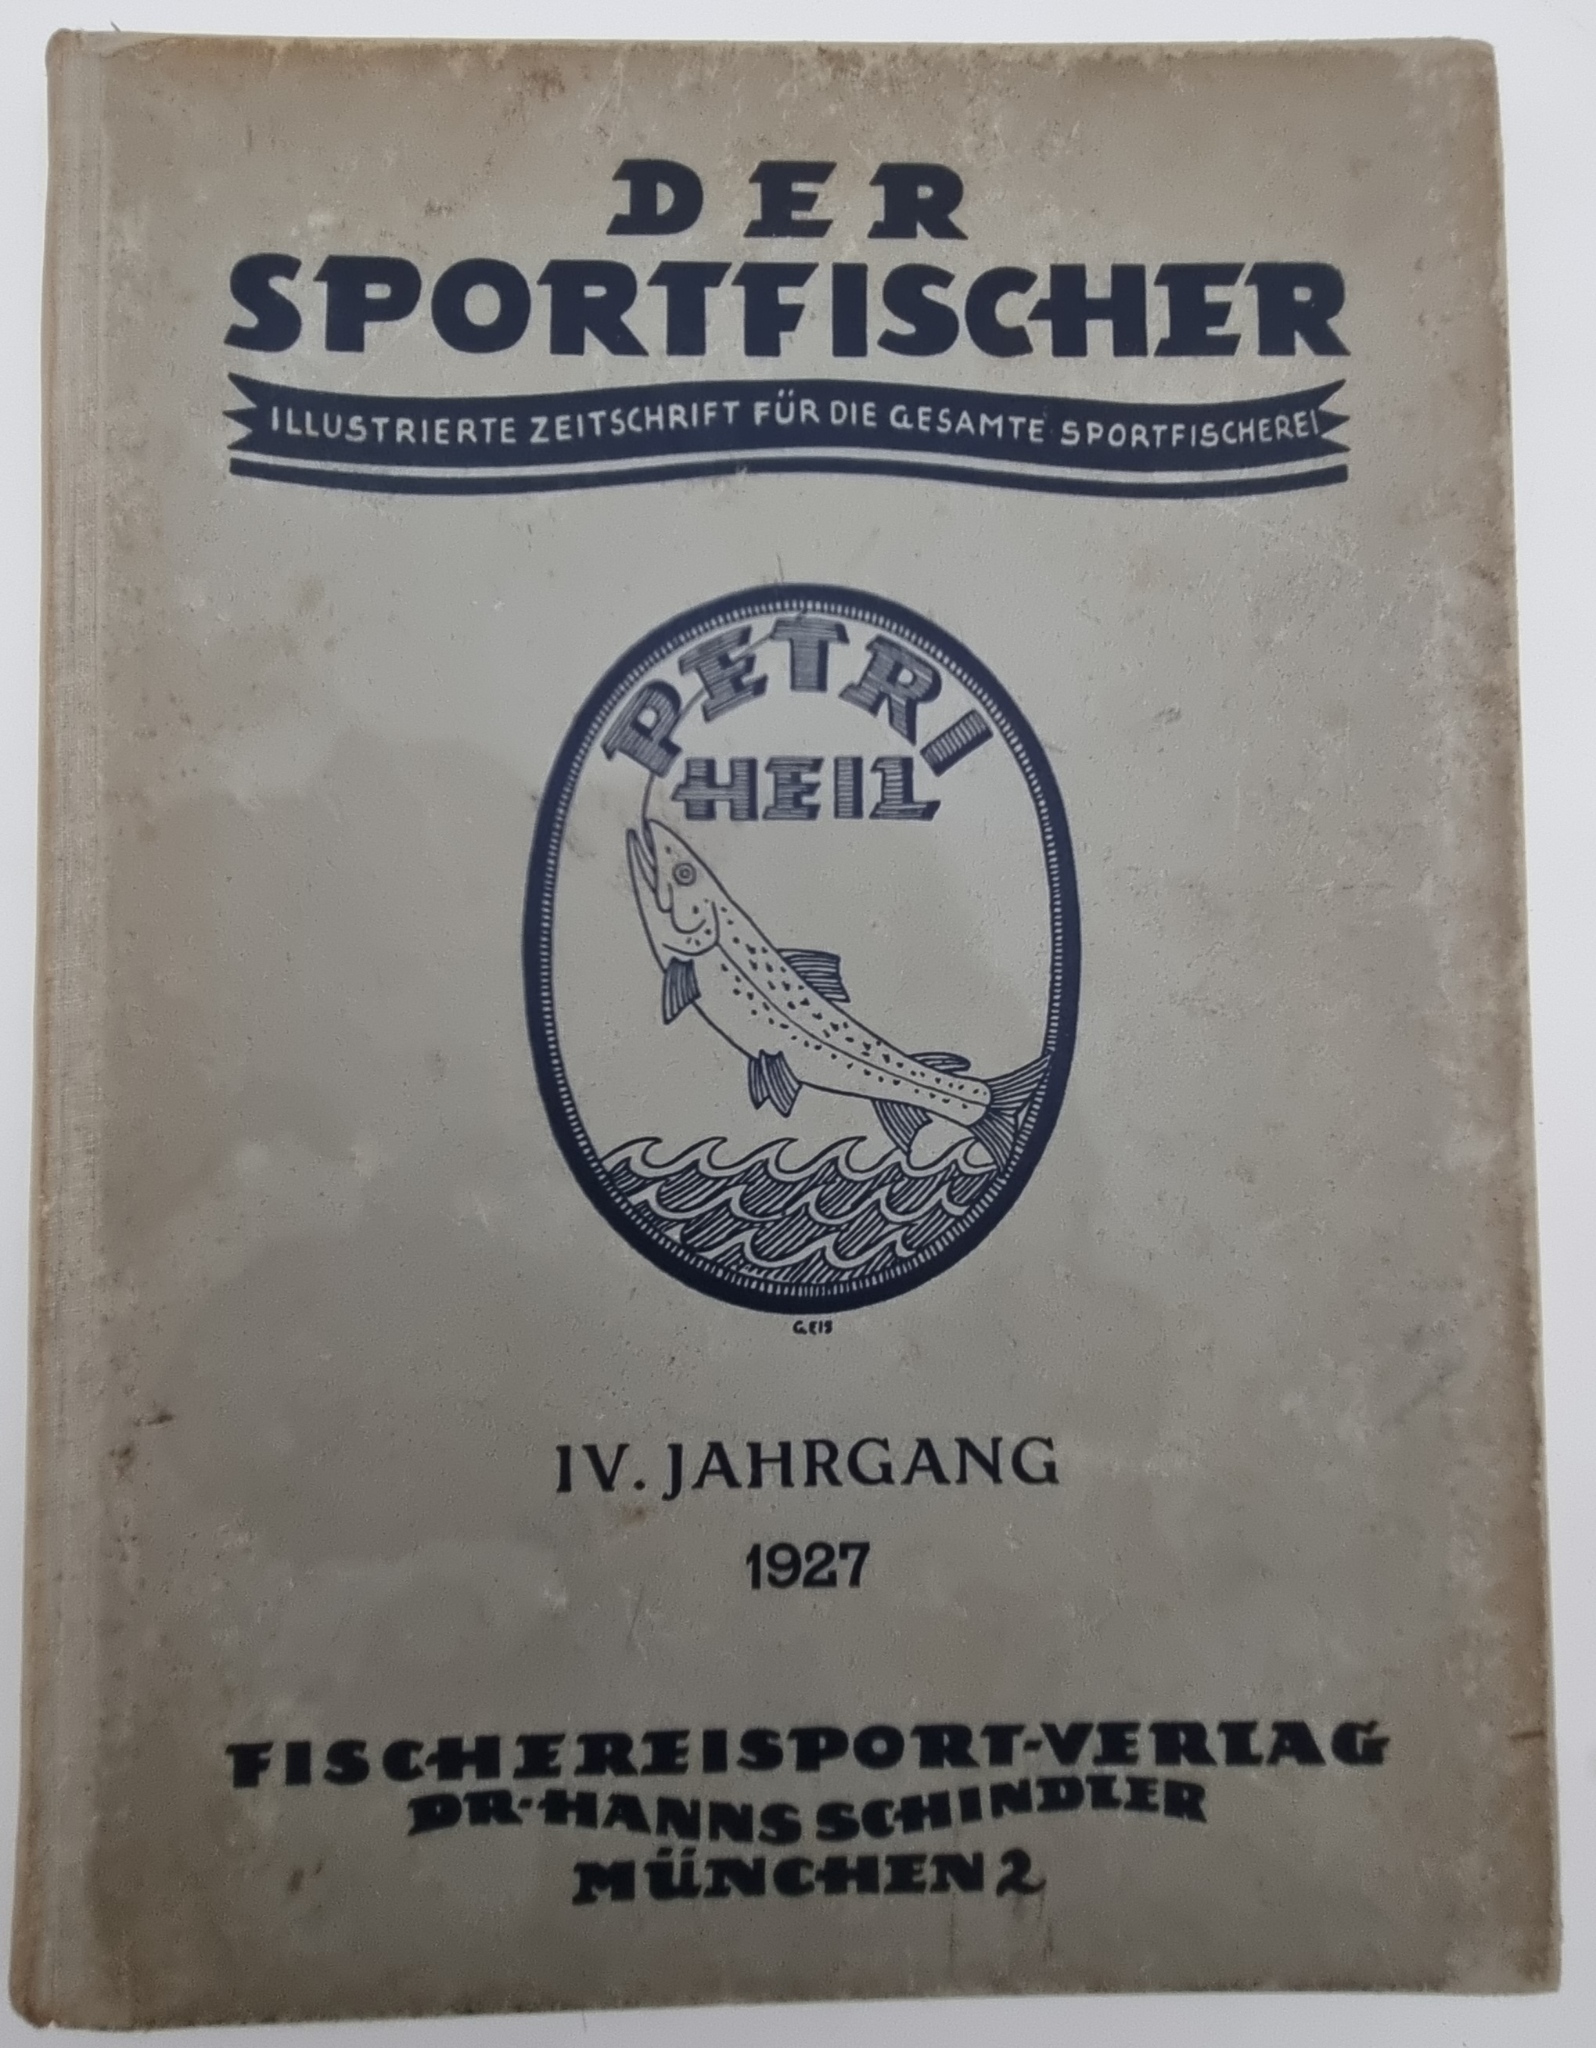 DER
SPORTFISCHER
ILLUSTRIERTE ZEITSCHRIFT FÜR DIE GESAMTE SPORTFISCHEREI
PETRI
HEIL
GEIS
IV. JAHRGANG
1927
FISCHEREISPORT-VERLAG
DR·HANNS SCHINDLER
MÜNCHEN 2